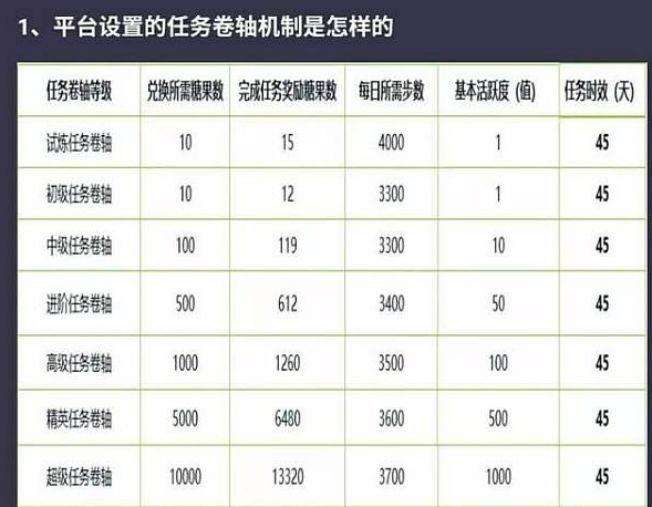 1、平台设置的任务卷轴机制是怎样的
任务卷轴等级 兑换所需糖果数 完成任务奖励糖果数 每日所需步数 基本活跃度(值) 任务时效(天)
试炼任务卷轴 10 15 4000 1 45
初级任务卷轴 10 12 3300 1 45
中级任务卷轴 100 119 3300 10 45
进阶任务卷轴 500 612 3400 50 45
高级任务卷轴 1000 1260 3500 100 45
精英任务卷轴 5000 6480 3600 500 45
超级任务卷轴 10000 13320 3700 1000 45